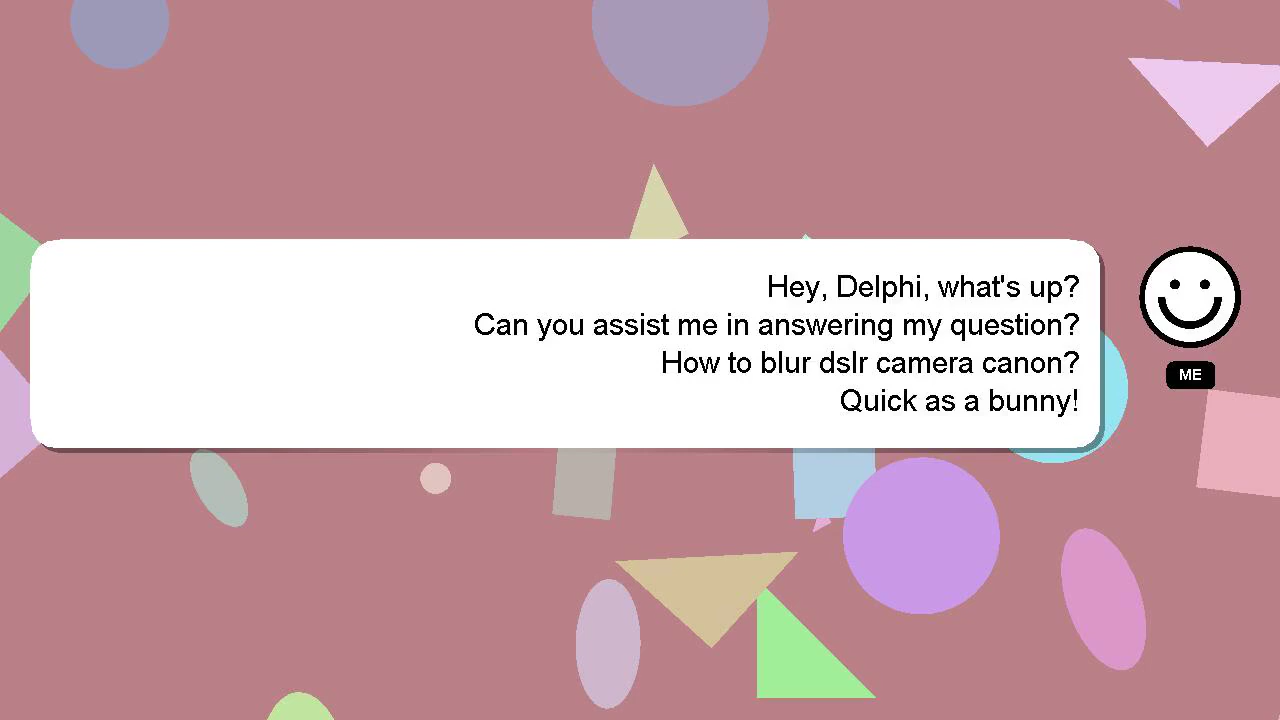 Hey, Delphi, what's up?
Can you assist me in answering my question?
How to blur dslr camera canon?
Quick as a bunny!
ME